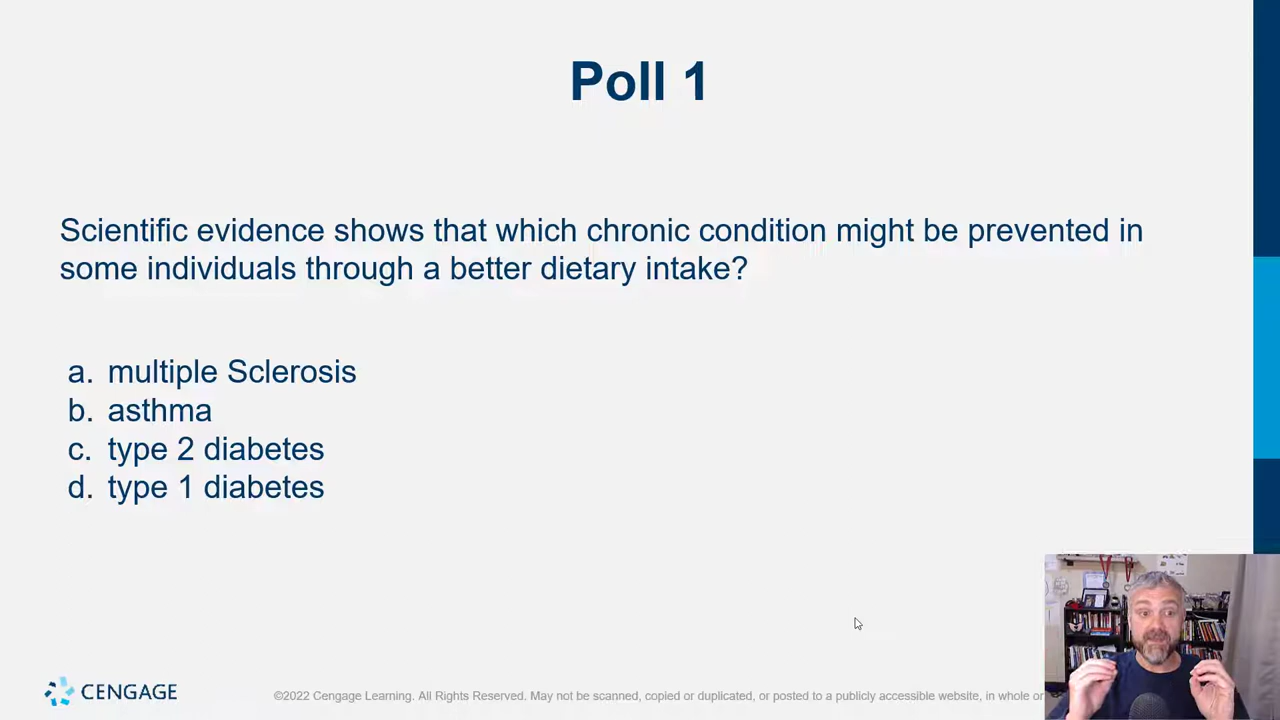 Poll 1
Scientific evidence shows that which chronic condition might be prevented in
some individuals through a better dietary intake?
a. multiple Sclerosis
b. asthma
c. type 2 diabetes
d. type 1 diabetes
CENGAGE
©2022 Cengage Learning. All Rights Reserved. May not be scanned, copied or duplicated, or posted to a publicly accessible website, in whole or